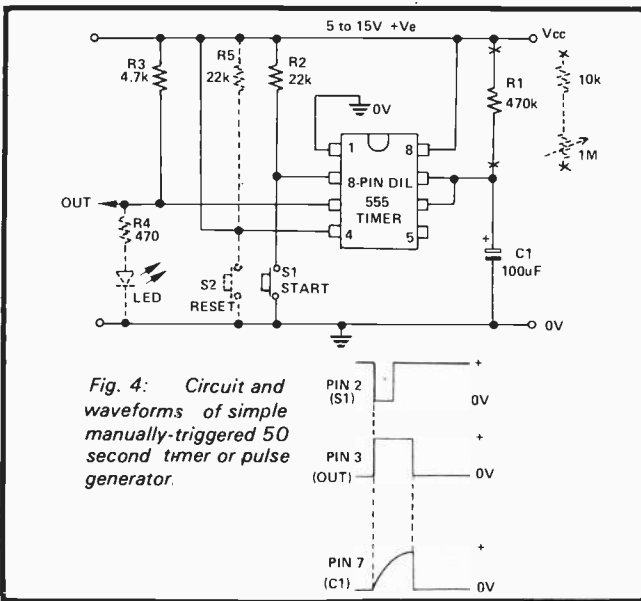 5 to 15V +Ve
Vcc
R3
4.7k
R5
22k
R2
22k
R1
470k
10k
1M
0V
1
8
8-PIN DIL
555
TIMER
4
5
OUT
R4
470
LED
S2
RESET
S1
START
+
C1
100uF
0V
Fig. 4: Circuit and
waveforms of simple
manually-triggered 50
second timer or pulse
generator.
PIN 2
(S1)
+
0V
PIN 3
(OUT)
+
0V
PIN 7
(C1)
+
0V